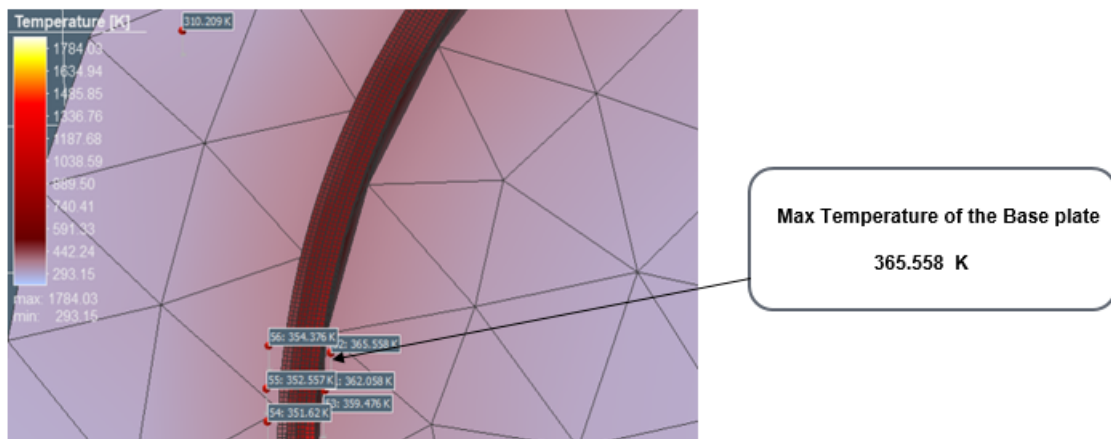 Temperature [K]
310.209 K
1784.03
1634.94
1485.85
1336.76
1187.68
1038.59
889.50
740.41
591.33
442.24
293.15
max: 1784.03
min: 293.15
Max Temperature of the Base plate
365.558 K
56: 354.376 K
2: 365.558 K
55: 352.557 K
: 362.058 K
54: 351.62 K
3: 359.476 K